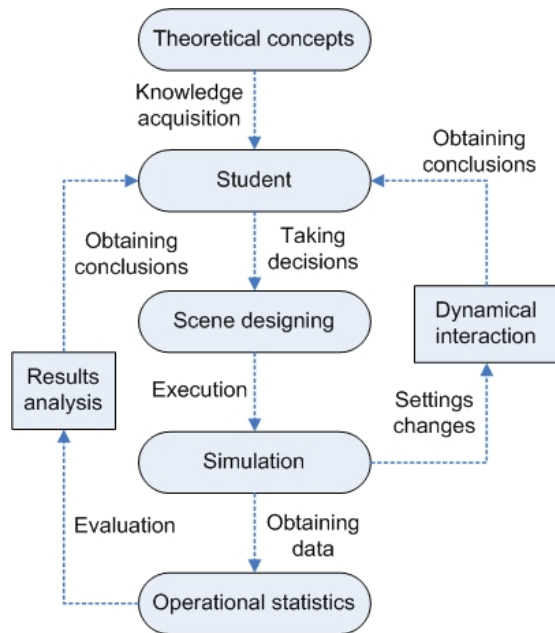 Theoretical concepts
Knowledge
acquisition
Obtaining
conclusions
Student
Obtaining
conclusions
Taking
decisions
Scene designing
Dynamical
interaction
Results
analysis
Execution
Settings
changes
Simulation
Evaluation
Obtaining
data
Operational statistics